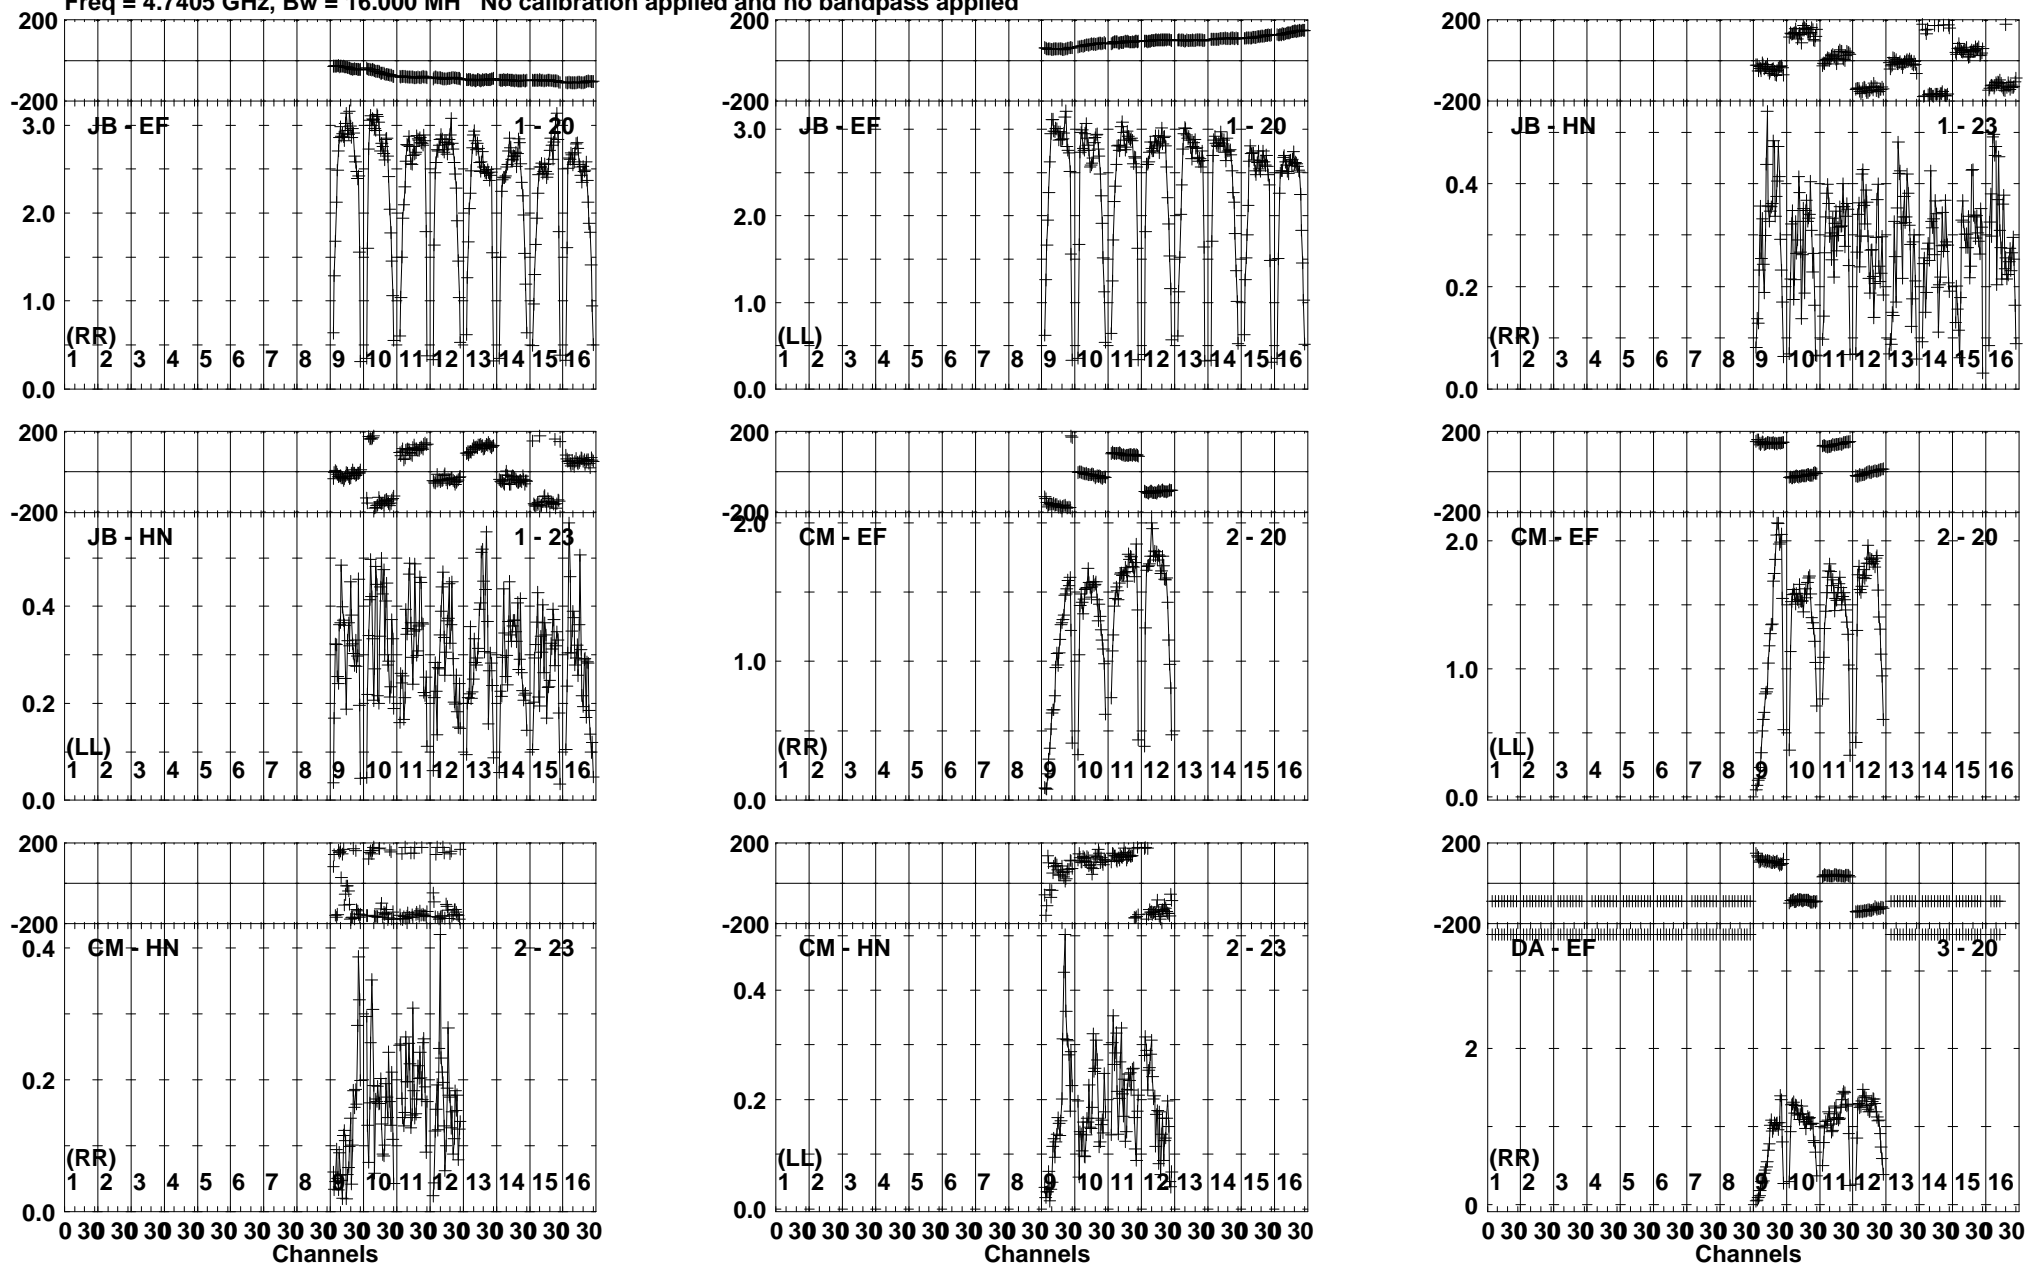 Freq = 4.7405 GHz, Bw = 16.000 MH No calibration applied and no bandpass applied
200
-200
JB - EF 1 - 20
3.0
2.0
1.0
0.0
(RR)
1 2 3 4 5 6 7 8 9 10 11 12 13 14 15 16
200
-200
JB - EF 1 - 20
3.0
2.0
1.0
0.0
(LL)
1 2 3 4 5 6 7 8 9 10 11 12 13 14 15 16
200
-200
JB - HN 1 - 23
0.4
0.2
0.0
(RR)
1 2 3 4 5 6 7 8 9 10 11 12 13 14 15 16
200
-200
JB - HN 1 - 23
0.4
0.2
0.0
(LL)
1 2 3 4 5 6 7 8 9 10 11 12 13 14 15 16
200
-200
2.0
CM - EF 2 - 20
1.0
0.0
(RR)
1 2 3 4 5 6 7 8 9 10 11 12 13 14 15 16
200
-200
CM - EF 2 - 20
2.0
1.0
0.0
(LL)
1 2 3 4 5 6 7 8 9 10 11 12 13 14 15 16
200
-200
CM - HN 2 - 23
0.4
0.2
0.0
(RR)
1 2 3 4 5 6 7 8 9 10 11 12 13 14 15 16
0 30 30 30 30 30 30 30 30 30 30 30 30 30 30 30 30
Channels
200
-200
CM - HN 2 - 23
0.4
0.2
0.0
(LL)
1 2 3 4 5 6 7 8 9 10 11 12 13 14 15 16
0 30 30 30 30 30 30 30 30 30 30 30 30 30 30 30 30
Channels
200
-200
DA - EF 3 - 20
2
0
(RR)
1 2 3 4 5 6 7 8 9 10 11 12 13 14 15 16
0 30 30 30 30 30 30 30 30 30 30 30 30 30 30 30 30
Channels